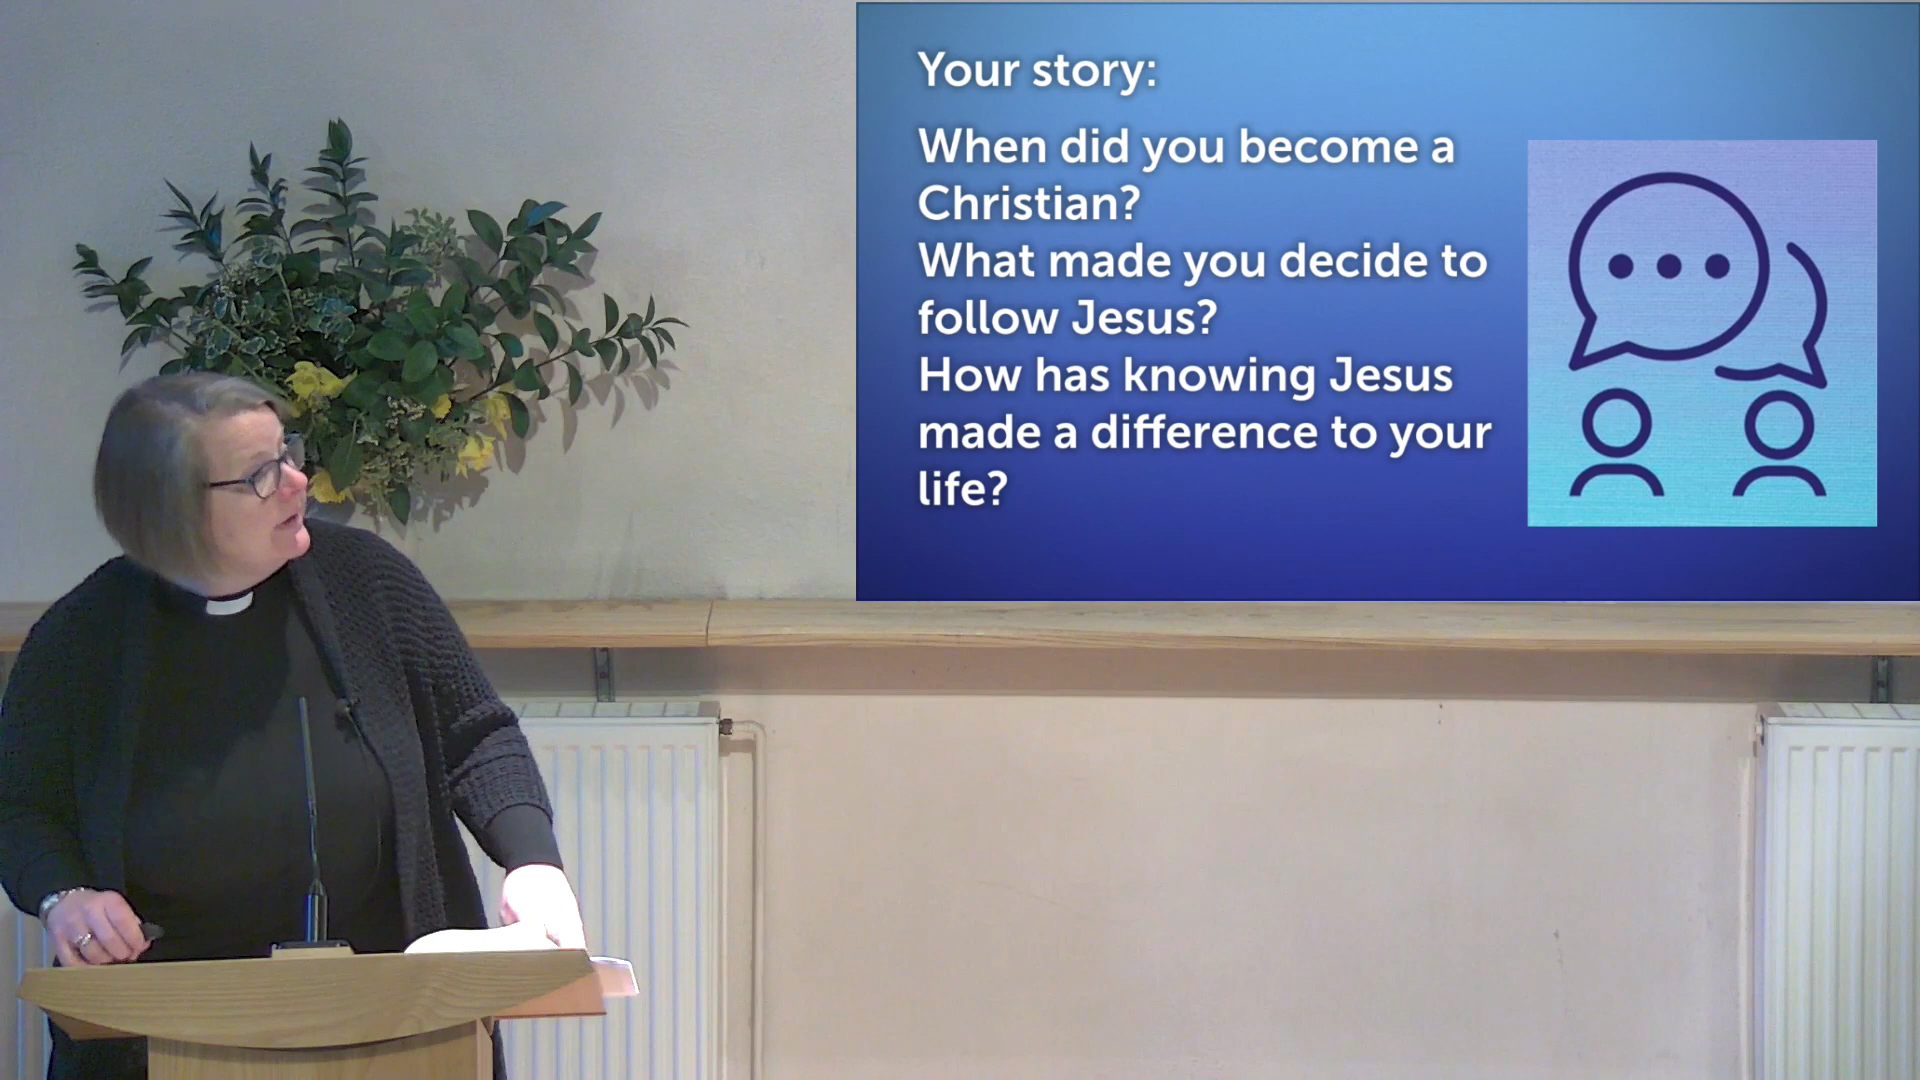 Your story:
When did you become a
Christian?
What made you decide to
follow Jesus?
How has knowing Jesus
made a difference to your
life?